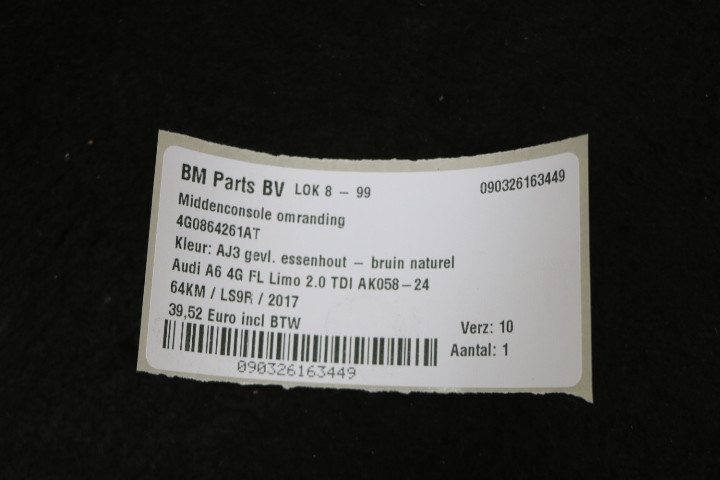 BM Parts BV LOK 8 – 99 090326163449
Middenconsole omranding
4G0864261AT
Kleur: AJ3 gevl. essenhout – bruin naturel
Audi A6 4G FL Limo 2.0 TDI AK058–24
64KM / LS9R / 2017
39,52 Euro incl BTW
Verz: 10
Aantal: 1
090326163449